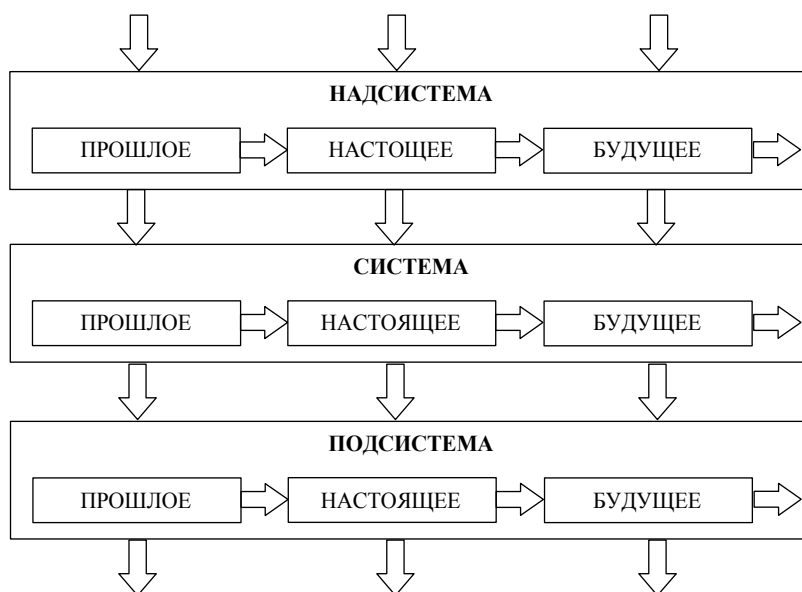 НАДСИСТЕМА
ПРОШЛОЕ НАСТОЩЕЕ БУДУЩЕЕ
СИСТЕМА
ПРОШЛОЕ НАСТОЯЩЕЕ БУДУЩЕЕ
ПОДСИСТЕМА
ПРОШЛОЕ НАСТОЯЩЕЕ БУДУЩЕЕ